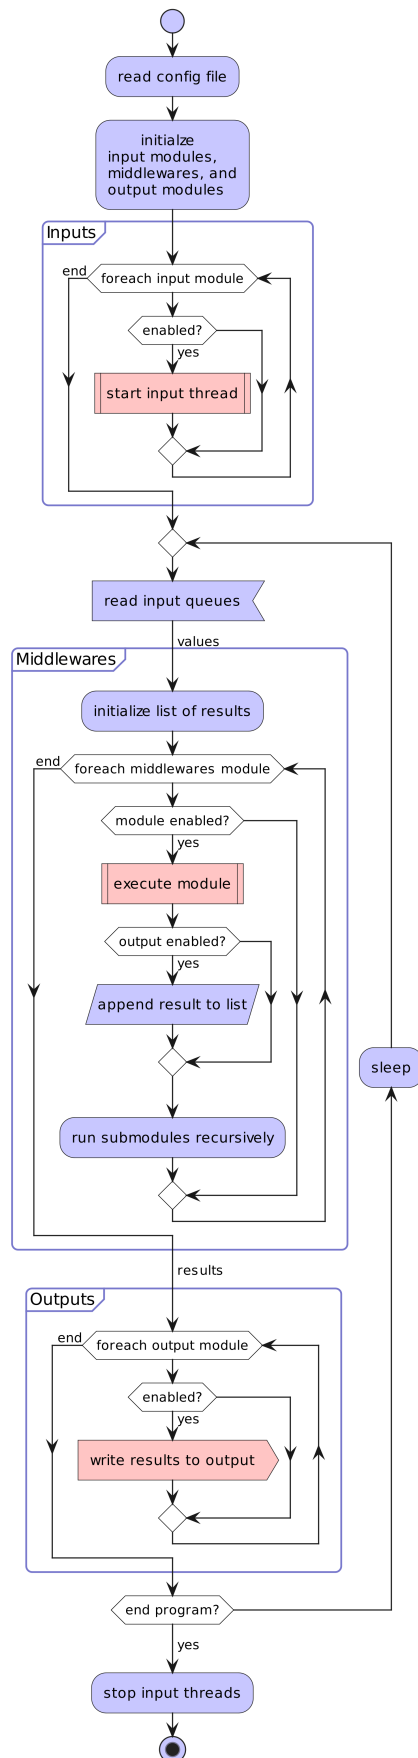 read config file
initialze
input modules,
middlewares, and
output modules
Inputs
end
foreach input module
enabled?
yes
start input thread
read input queues
values
Middlewares
initialize list of results
end
foreach middlewares module
module enabled?
yes
execute module
output enabled?
yes
append result to list
sleep
run submodules recursively
results
Outputs
end
foreach output module
enabled?
yes
write results to output
end program?
yes
stop input threads